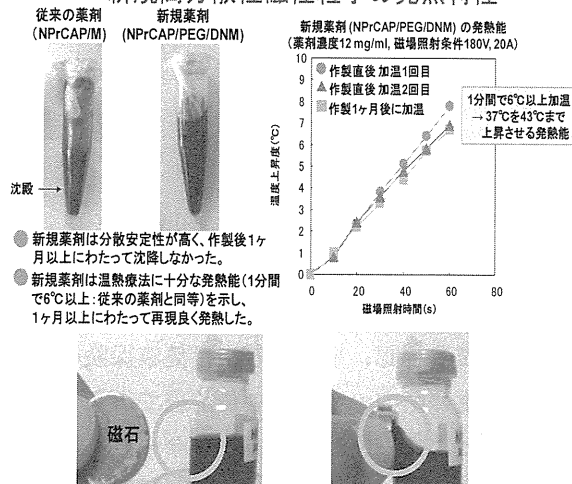 従来の薬剤
(NPrCAP/M)
新規薬剤
(NPrCAP/PEG/DNM)
沈殿
新規薬剤は分散安定性が高く、作製後1ヶ
月以上にわたって沈降しなかった。
新規薬剤は温熱療法に十分な発熱能(1分間
で6℃以上:従来の薬剤と同等)を示し、
1ヶ月以上にわたって再現良く発熱した。
新規薬剤(NPrCAP/PEG/DNM) の発熱能
(薬剤濃度12 mg/ml, 磁場照射条件180V, 20A)
10
9
8
7
6
5
4
3
2
1
0
温度上昇度(℃)
作製直後 加温1回目
作製直後 加温2回目
作製1ヶ月後に加温
1分間で6℃以上加温
→ 37℃を43℃まで
上昇させる発熱能
0 20 40 60 80
磁場照射時間(s)
磁石